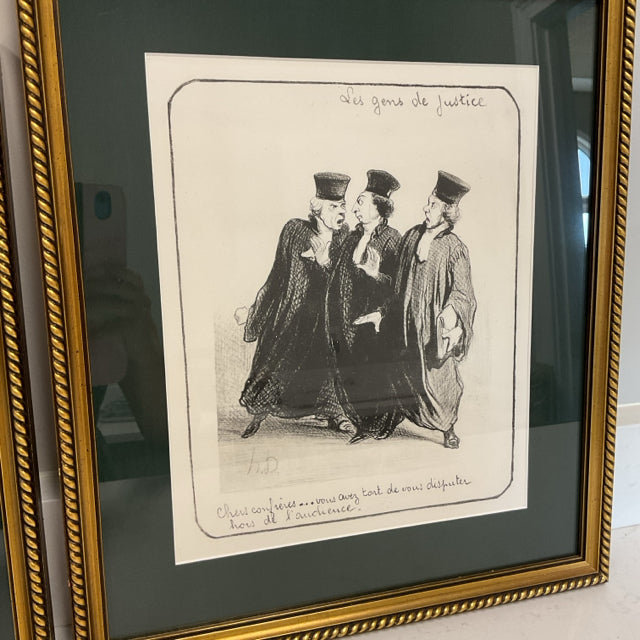 Les gens de Justice
h.D.
Chers confrères... vous avez tort de vous disputer
hors de l'audience.